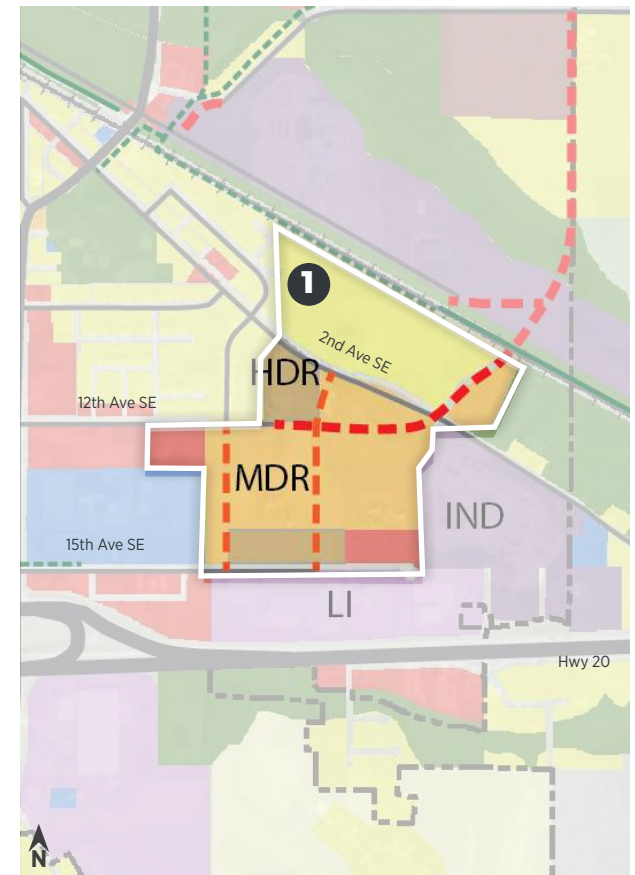 1
2nd Ave SE
HDR
12th Ave SE
MDR
IND
15th Ave SE
LI
Hwy 20
N